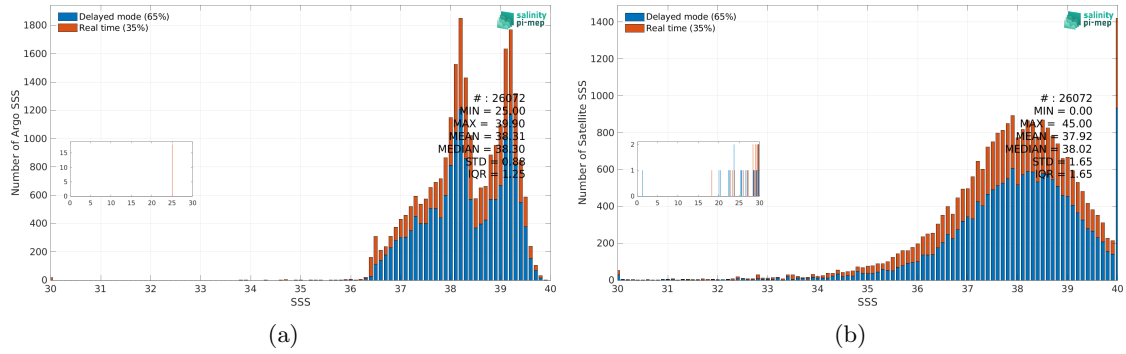 Delayed mode (65%)
Real time (35%)
salinity
pi-mep
Number of Argo SSS
1800
1600
1400
1200
1000
800
600
400
200
0
# : 26072
MIN = 25.00
MAX = 39.90
MEAN = 38.31
MEDIAN = 38.30
STD = 0.88
IQR = 1.25
15
10
5
0
0 5 10 15 20 25 30
30 31 32 33 34 35 36 37 38 39 40
SSS
(a)
Delayed mode (65%)
Real time (35%)
salinity
pi-mep
Number of Satellite SSS
1400
1200
1000
800
600
400
200
0
# : 26072
MIN = 0.00
MAX = 45.00
MEAN = 37.92
MEDIAN = 38.02
STD = 1.65
IQR = 1.65
2
1
0
0 5 10 15 20 25 30
30 31 32 33 34 35 36 37 38 39 40
SSS
(b)